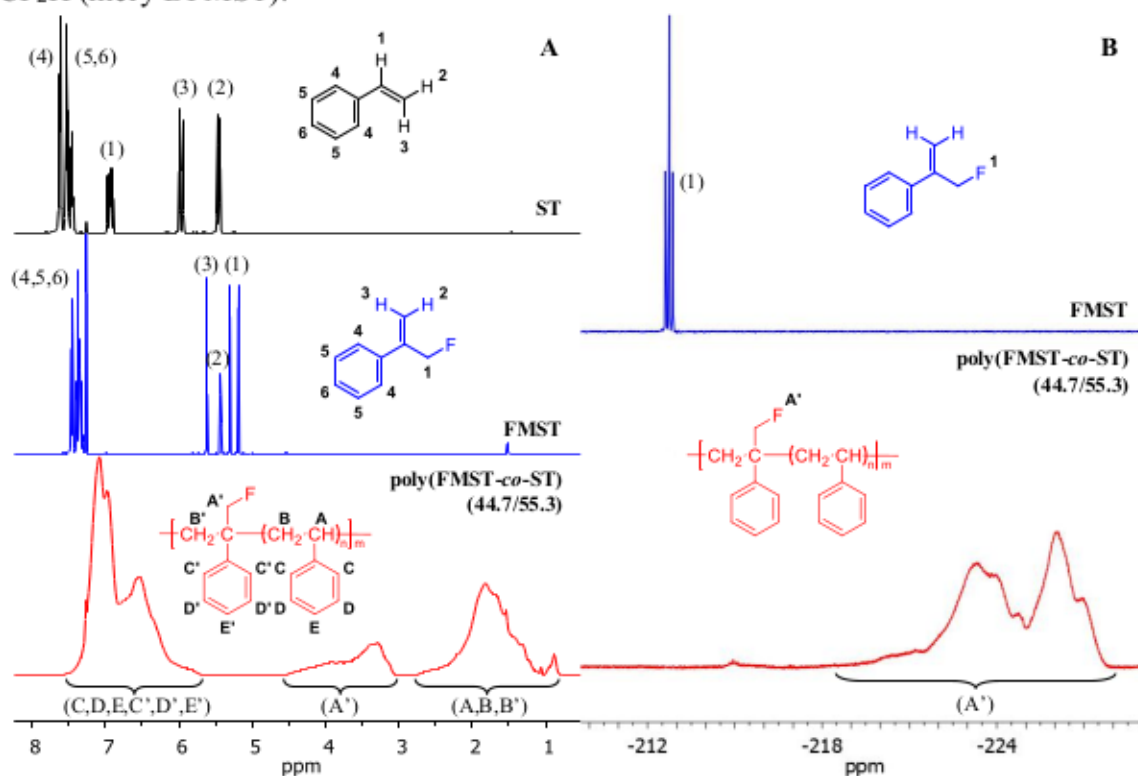 A
(4)
(5,6)
(1)
(3)
(2)
1
H
H 2
H
3
4
5
6
5
4
ST
(4,5,6)
(3) (1)
(2)
3 H H 2
4
5
6
5
4
F
1
FMST
poly(FMST-co-ST)
(44.7/55.3)
A'
F
B' B A
CH₂—C—(CH₂—CH)n m
C' C' C C
D' D' D D
E' E
(C,D,E,C',D',E')
(A')
(A,B,B')
8 7 6 5 4 3 2 1
ppm
B
(1)
H H
F 1
FMST
poly(FMST-co-ST)
(44.7/55.3)
A'
F
CH₂—C—(CH₂—CH)n m
(A')
-212 -218 -224
ppm